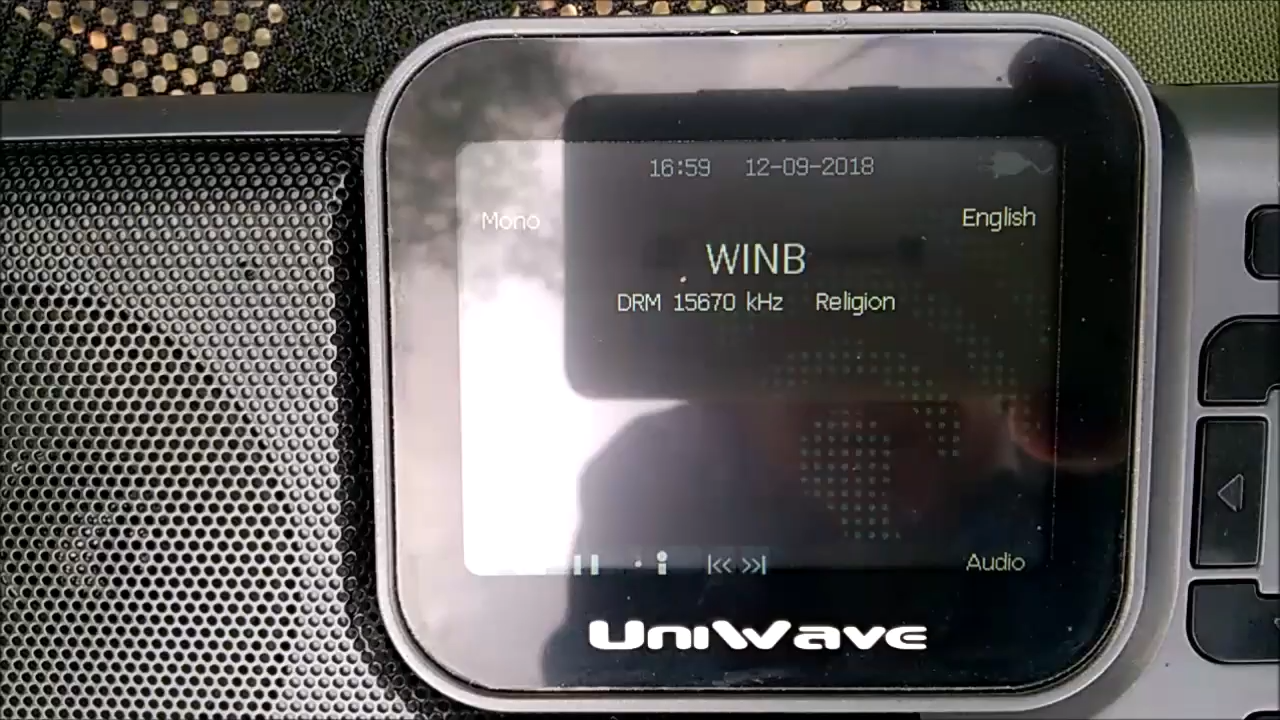 16:59 12-09-2018
Mono English
WINB
DRM 15670 kHz Religion
Audio
UniWave